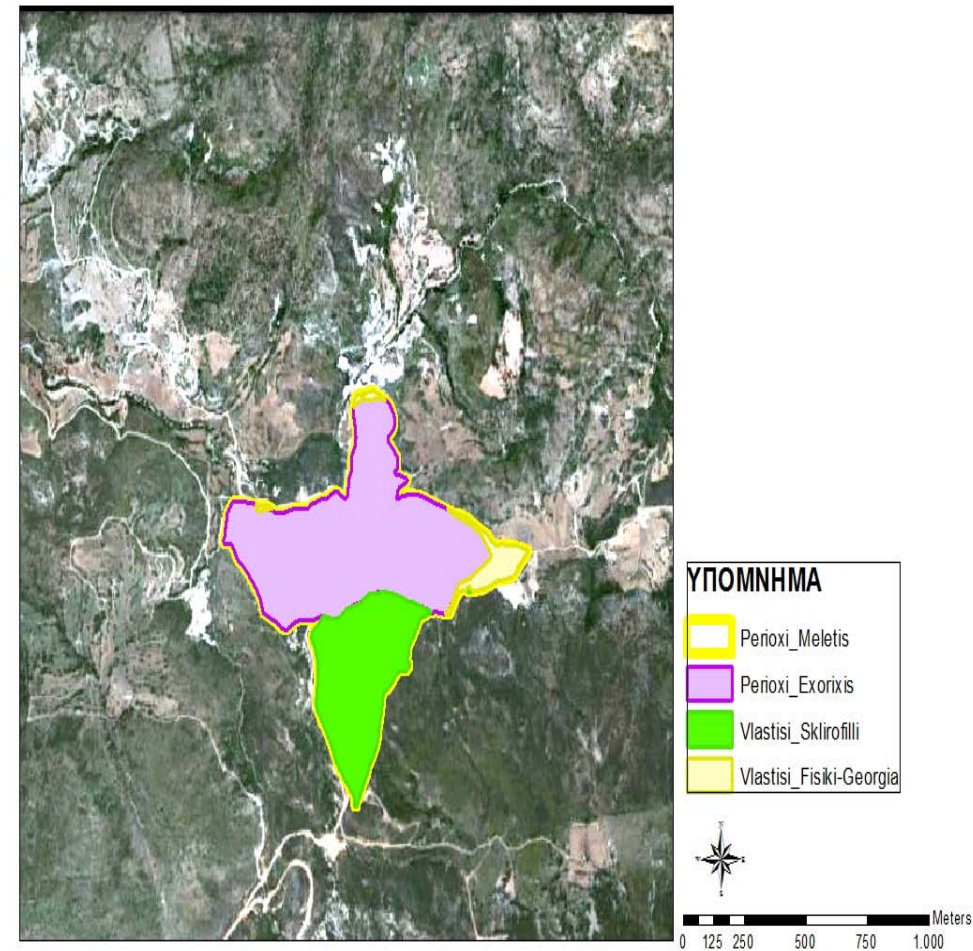 ΥΠΟΜΝΗΜΑ
Perioxi_Meletis
Perioxi_Exorixis
Vlastisi_Sklirofilli
Vlastisi_Fisiki-Georgia
N
W E
S
Meters
0 125 250 500 750 1.000